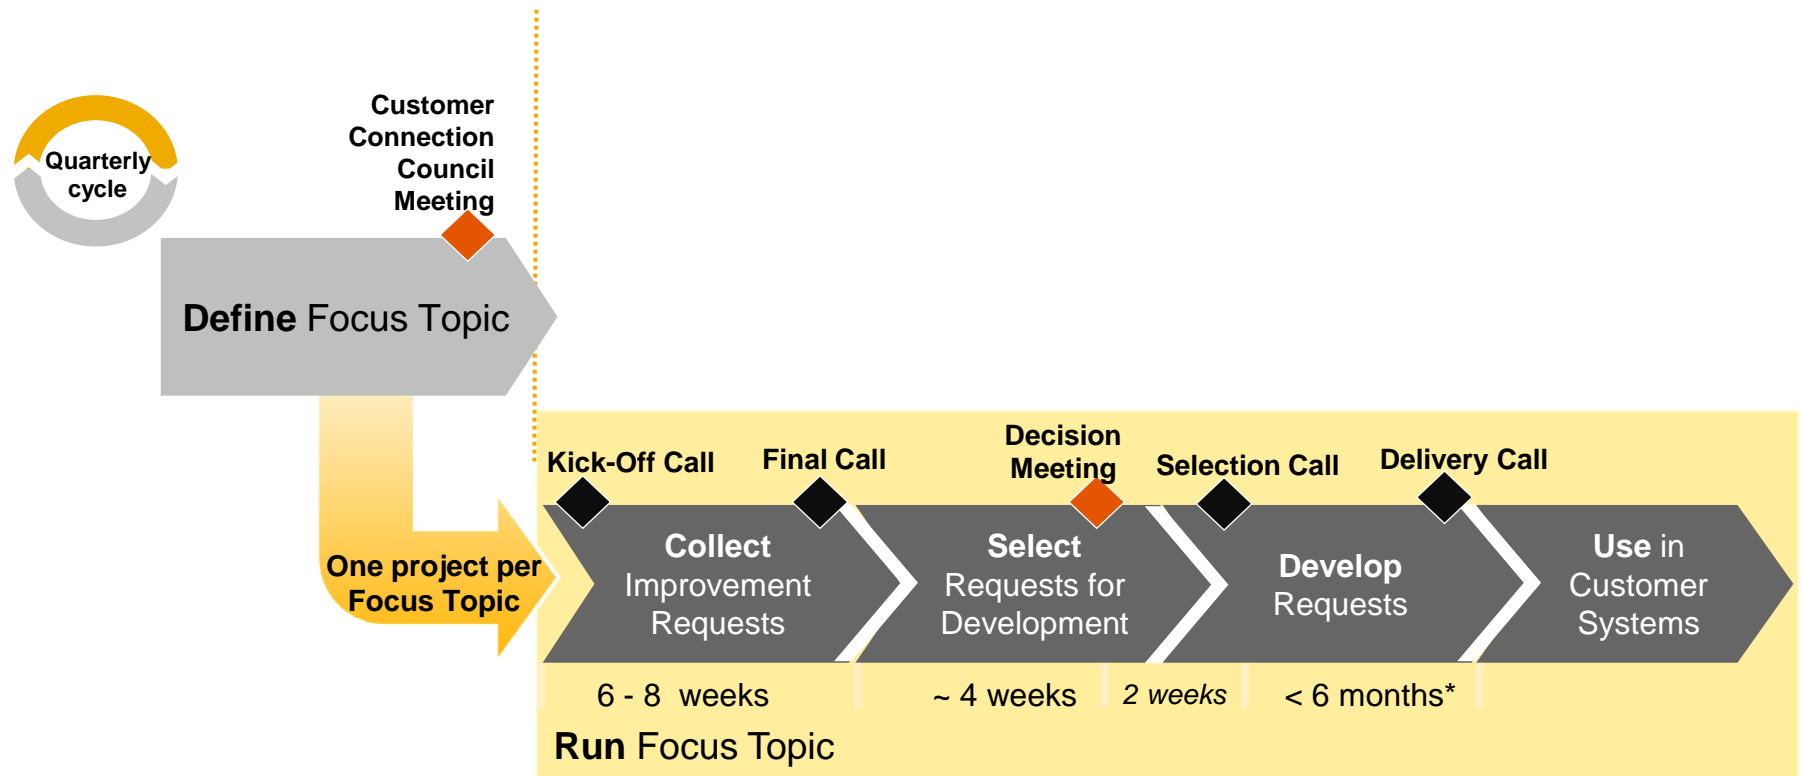 Quarterly
cycle
Customer
Connection
Council
Meeting
Define Focus Topic
One project per
Focus Topic
Kick-Off Call
Final Call
Decision
Meeting
Selection Call
Delivery Call
Collect
Improvement
Requests
Select
Requests for
Development
Develop
Requests
Use in
Customer
Systems
6 - 8 weeks
~ 4 weeks
2 weeks
< 6 months*
Run Focus Topic